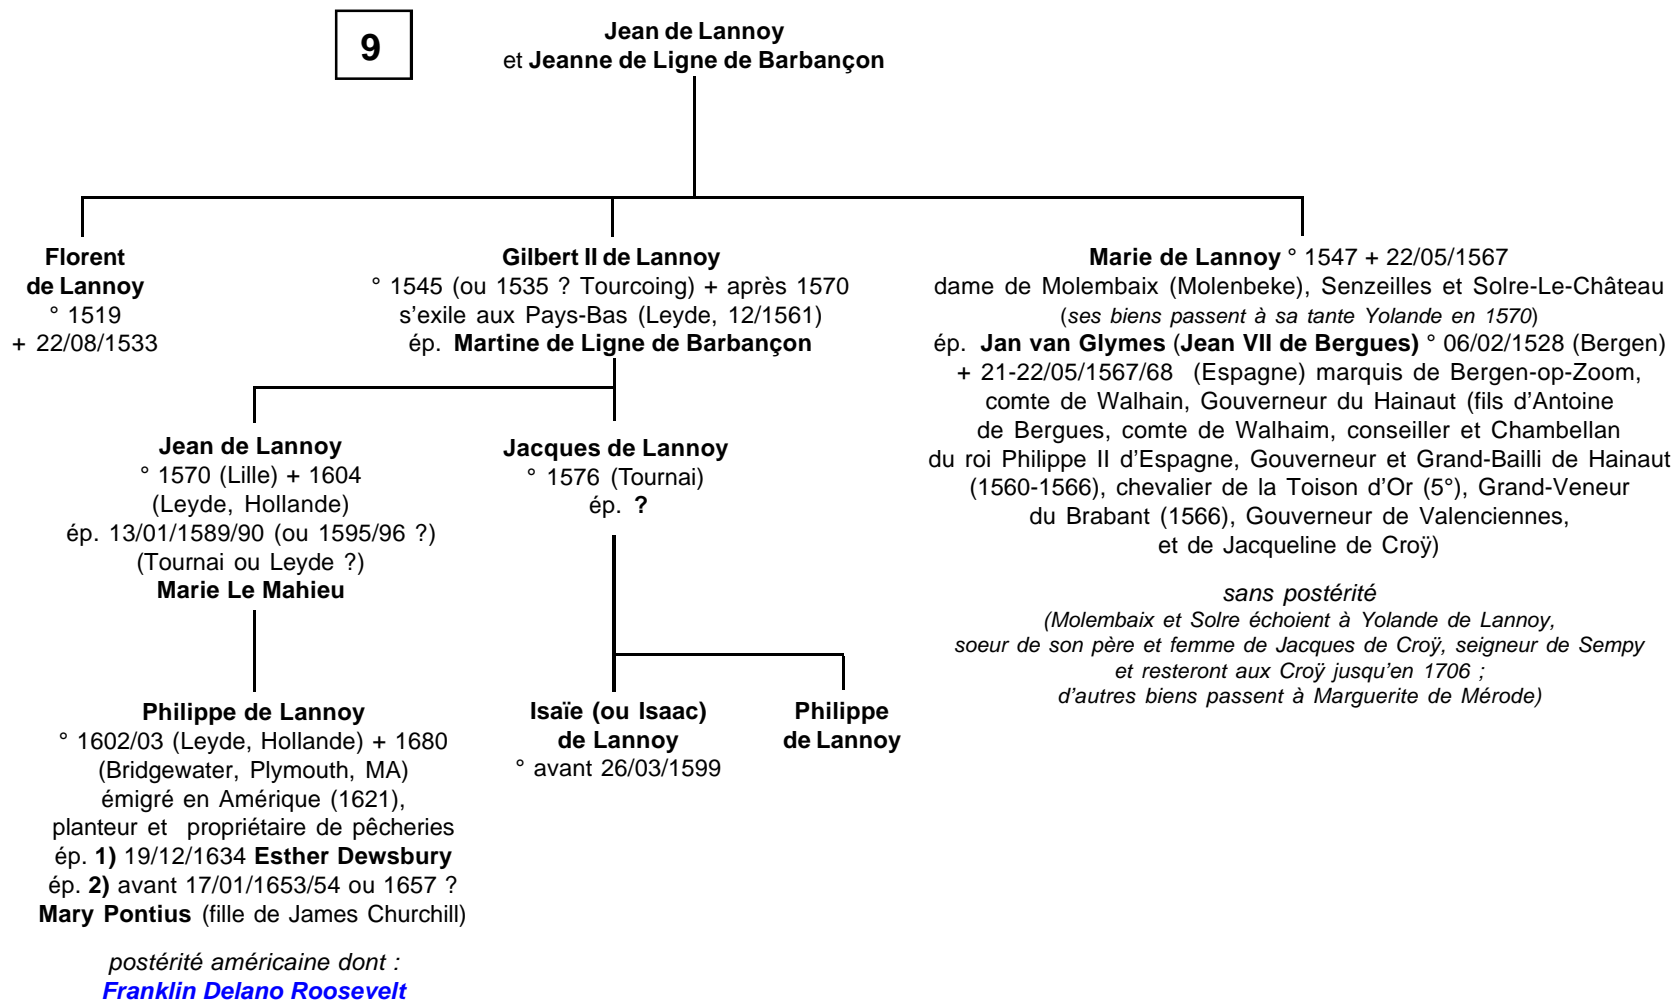 9
Jean de Lannoy
et Jeanne de Ligne de Barbançon
Florent
de Lannoy
° 1519
+ 22/08/1533
Gilbert II de Lannoy
° 1545 (ou 1535 ? Tourcoing) + après 1570
s'exile aux Pays-Bas (Leyde, 12/1561)
ép. Martine de Ligne de Barbançon
Marie de Lannoy ° 1547 + 22/05/1567
dame de Molembaix (Molenbeke), Senzeilles et Solre-Le-Château
(ses biens passent à sa tante Yolande en 1570)
ép. Jan van Glymes (Jean VII de Bergues) ° 06/02/1528 (Bergen)
+ 21-22/05/1567/68 (Espagne) marquis de Bergen-op-Zoom,
comte de Walhain, Gouverneur du Hainaut (fils d'Antoine
de Bergues, comte de Walhaim, conseiller et Chambellan
du roi Philippe II d'Espagne, Gouverneur et Grand-Bailli de Hainaut
(1560-1566), chevalier de la Toison d'Or (5°), Grand-Veneur
du Brabant (1566), Gouverneur de Valenciennes,
et de Jacqueline de Croÿ)
sans postérité
(Molembaix et Solre échoient à Yolande de Lannoy,
soeur de son père et femme de Jacques de Croÿ, seigneur de Sempy
et resteront aux Croÿ jusqu'en 1706 ;
d'autres biens passent à Marguerite de Mérode)
Jean de Lannoy
° 1570 (Lille) + 1604
(Leyde, Hollande)
ép. 13/01/1589/90 (ou 1595/96 ?)
(Tournai ou Leyde ?)
Marie Le Mahieu
Jacques de Lannoy
° 1576 (Tournai)
ép. ?
Philippe de Lannoy
° 1602/03 (Leyde, Hollande) + 1680
(Bridgewater, Plymouth, MA)
émigré en Amérique (1621),
planteur et propriétaire de pêcheries
ép. 1) 19/12/1634 Esther Dewsbury
ép. 2) avant 17/01/1653/54 ou 1657 ?
Mary Pontius (fille de James Churchill)
postérité américaine dont :
Franklin Delano Roosevelt
Isaïe (ou Isaac)
de Lannoy
° avant 26/03/1599
Philippe
de Lannoy